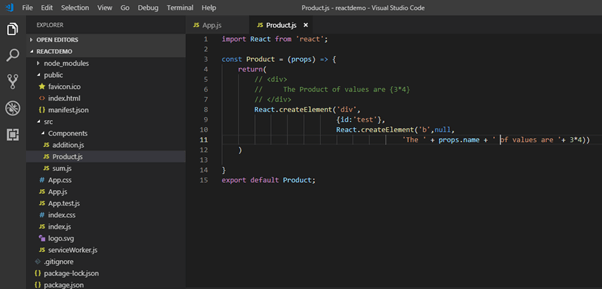 File Edit Selection View Go Debug Terminal Help Product.js - reactdemo - Visual Studio Code
EXPLORER
OPEN EDITORS
REACTDEMO
node_modules
public
favicon.ico
index.html
manifest.json
src
Components
addition.js
Product.js
sum.js
App.css
App.js
App.test.js
index.css
index.js
logo.svg
serviceWorker.js
.gitignore
package-lock.json
package.json
JS App.js JS Product.js ×
1 import React from 'react';
2
3 const Product = (props) => {
4 return(
5 // <div>
6 // The Product of values are {3*4}
7 // </div>
8 React.createElement('div',
9 {id:'test'},
10 React.createElement('b',null,
11 'The ' + props.name + ' of values are '+ 3*4))
12 )
13
14 }
15 export default Product;